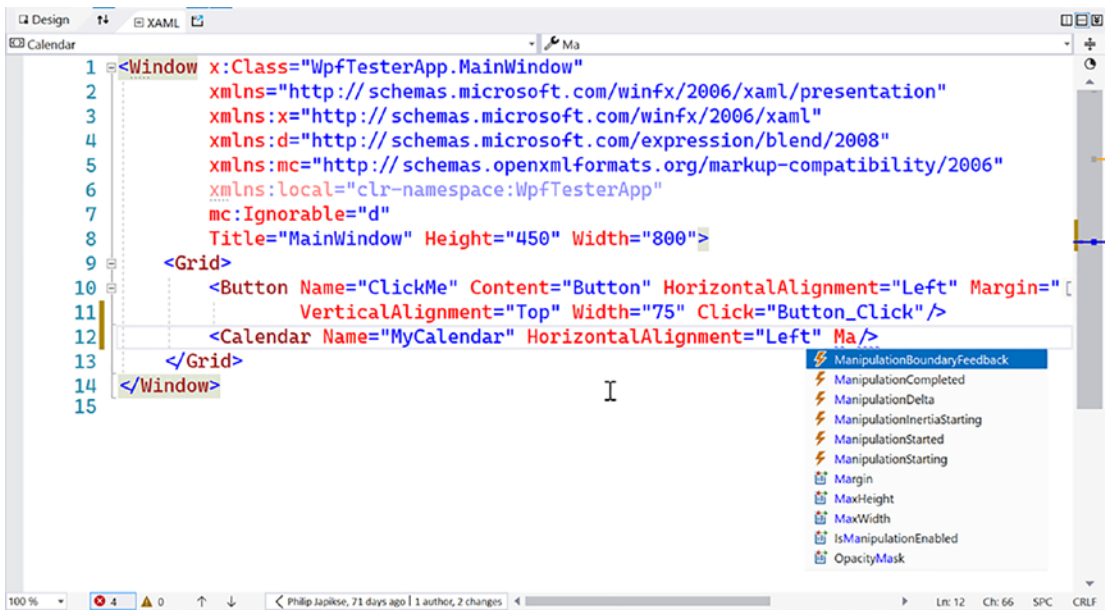 Design XAML
Calendar Ma
1 <Window x:Class="WpfTesterApp.MainWindow"
2 xmlns="http://schemas.microsoft.com/winfx/2006/xaml/presentation"
3 xmlns:x="http://schemas.microsoft.com/winfx/2006/xaml"
4 xmlns:d="http://schemas.microsoft.com/expression/blend/2008"
5 xmlns:mc="http://schemas.openxmlformats.org/markup-compatibility/2006"
6 xmlns:local="clr-namespace:WpfTesterApp"
7 mc:Ignorable="d"
8 Title="MainWindow" Height="450" Width="800">
9 <Grid>
10 <Button Name="ClickMe" Content="Button" HorizontalAlignment="Left" Margin="
11 VerticalAlignment="Top" Width="75" Click="Button_Click"/>
12 <Calendar Name="MyCalendar" HorizontalAlignment="Left" Ma/>
13 </Grid>
14 </Window>
15
ManipulationBoundaryFeedback
ManipulationCompleted
ManipulationDelta
ManipulationInertiaStarting
ManipulationStarted
ManipulationStarting
Margin
MaxHeight
MaxWidth
IsManipulationEnabled
OpacityMask
100 % 4 0 Philip Japikse, 71 days ago | 1 author, 2 changes Ln: 12 Ch: 66 SPC CRLF